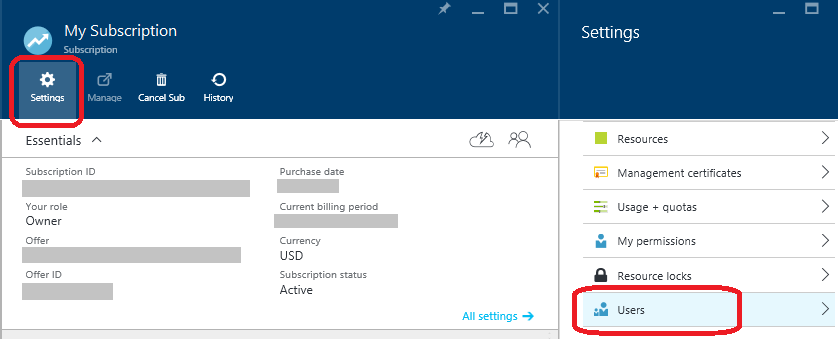 My Subscription
Subscription
Settings
Manage
Cancel Sub
History
Essentials
Subscription ID
Purchase date
Your role
Owner
Current billing period
Offer
Currency
USD
Offer ID
Subscription status
Active
All settings
Settings
Resources
Management certificates
Usage + quotas
My permissions
Resource locks
Users